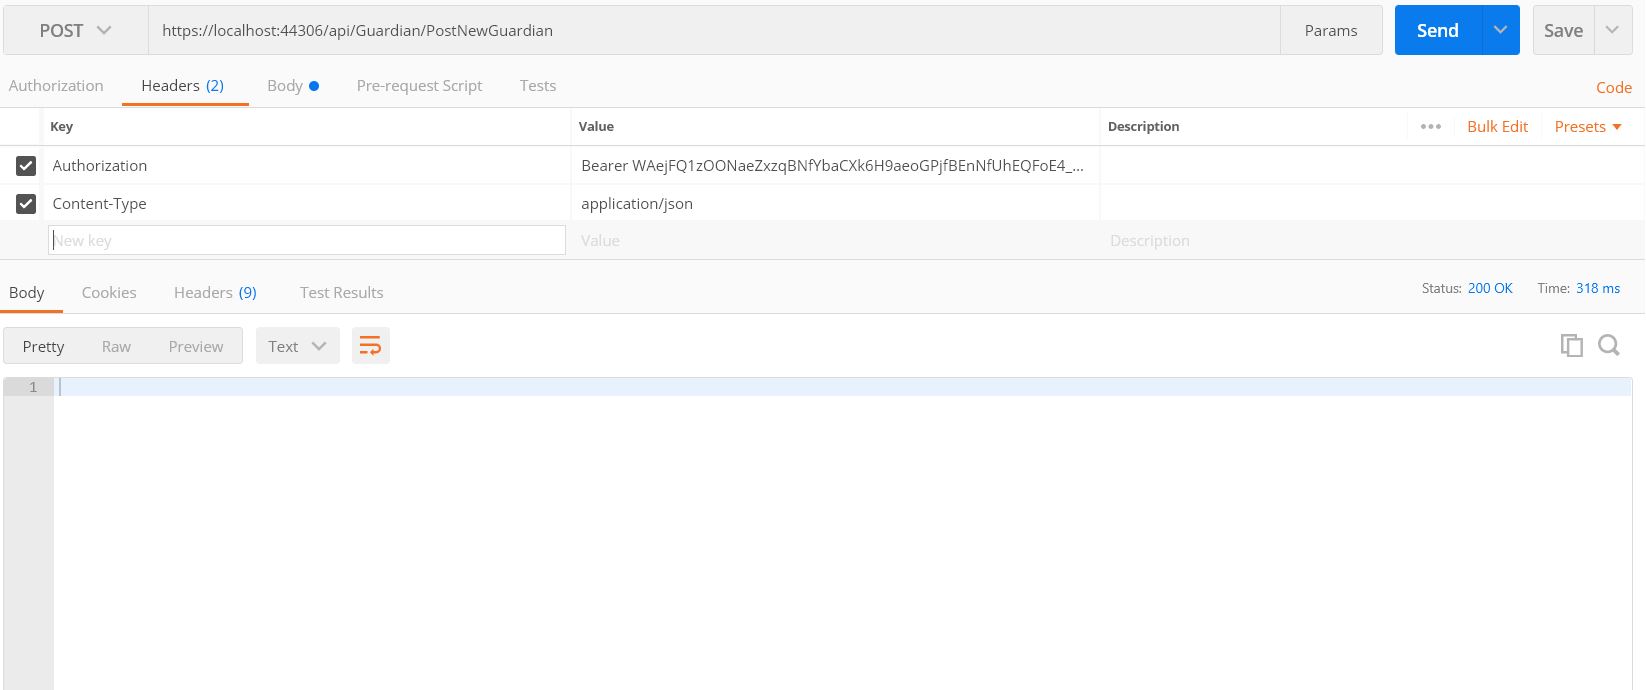 POST https://localhost:44306/api/Guardian/PostNewGuardian Params Send Save
Authorization Headers (2) Body Pre-request Script Tests Code
Key Value Description Bulk Edit Presets
Authorization Bearer WAejFQ1zOONaeZxzqBNfYbaCXk6H9aeoGPjfBEnNfUhEQFoE4_...
Content-Type application/json
New key Value Description
Body Cookies Headers (9) Test Results Status: 200 OK Time: 318 ms
Pretty Raw Preview Text
1